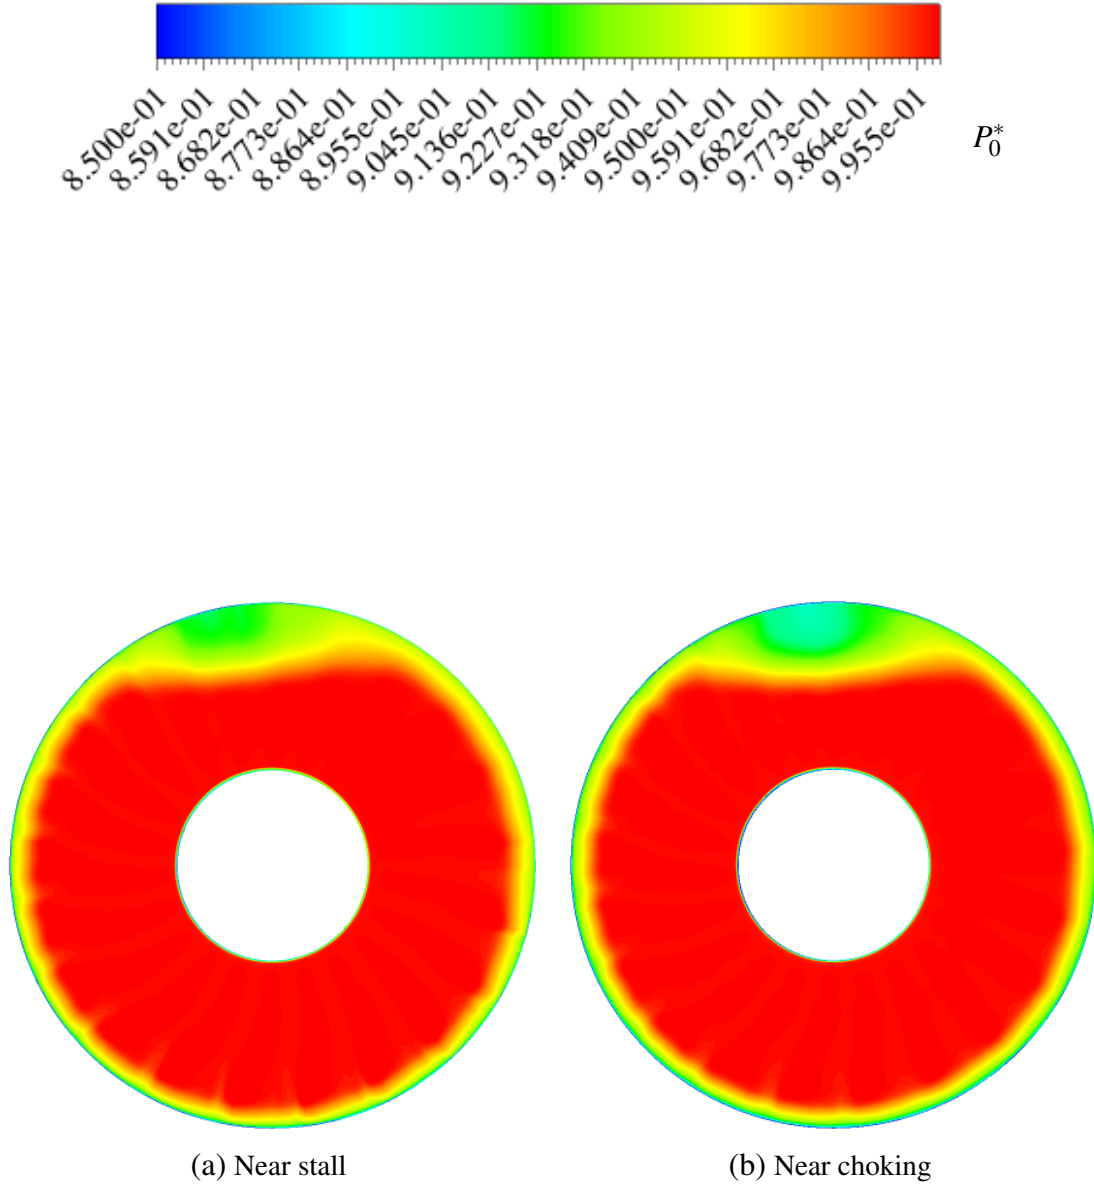 8.500e-01
8.591e-01
8.682e-01
8.773e-01
8.864e-01
8.955e-01
9.045e-01
9.136e-01
9.227e-01
9.318e-01
9.409e-01
9.500e-01
9.591e-01
9.682e-01
9.773e-01
9.864e-01
9.955e-01
P₀*
(a) Near stall
(b) Near choking